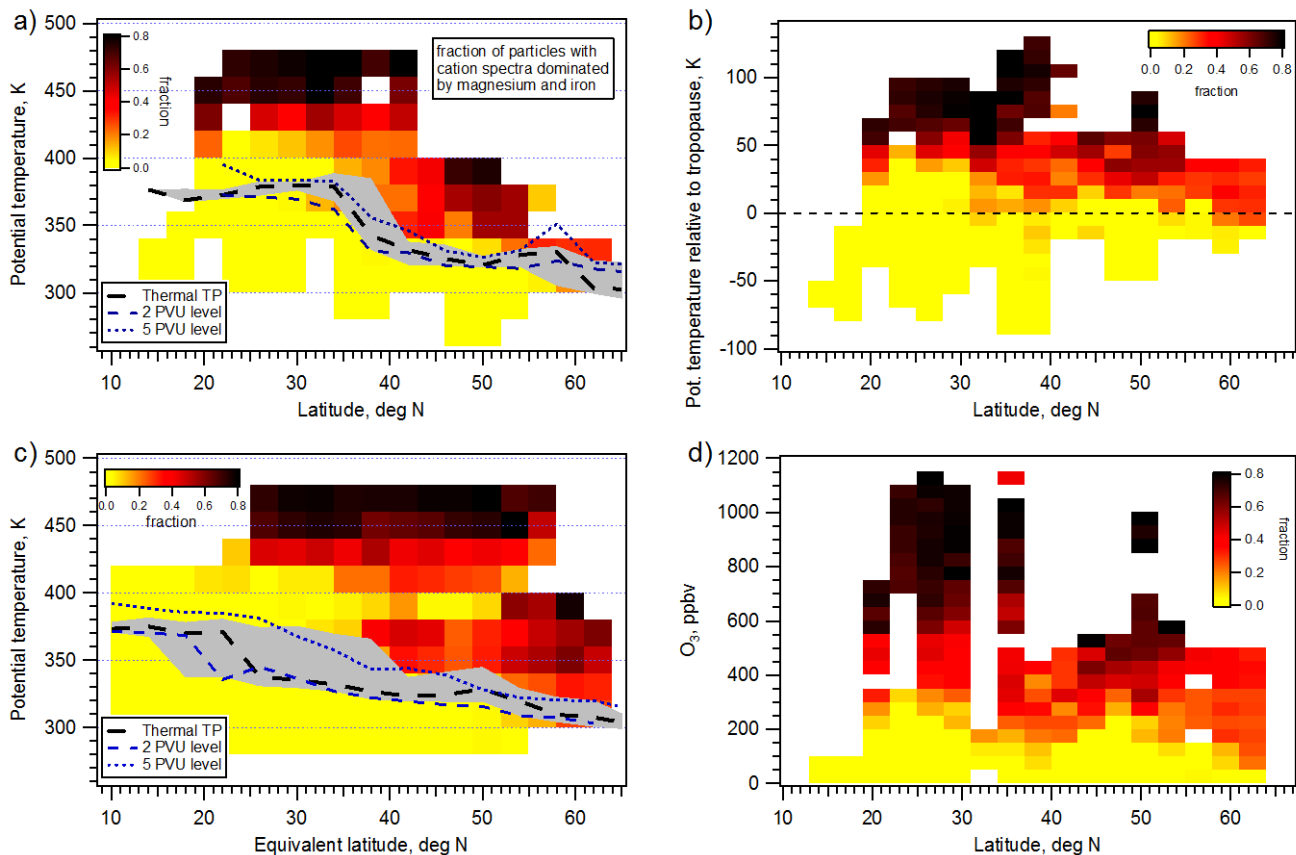 a)
500
450
400
350
300
Potential temperature, K
0.8
0.6
0.4
0.2
0.0
fraction
fraction of particles with
cation spectra dominated
by magnesium and iron
Thermal TP
2 PVU level
5 PVU level
10 20 30 40 50 60
Latitude, deg N
b)
100
50
0
-50
-100
Pot. temperature relative to tropopause, K
0.0 0.2 0.4 0.6 0.8
fraction
10 20 30 40 50 60
Latitude, deg N
c)
500
450
400
350
300
Potential temperature, K
0.0 0.2 0.4 0.6 0.8
fraction
Thermal TP
2 PVU level
5 PVU level
10 20 30 40 50 60
Equivalent latitude, deg N
d)
1200
1000
800
600
400
200
0
O3, ppbv
0.8
0.6
0.4
0.2
0.0
fraction
10 20 30 40 50 60
Latitude, deg N